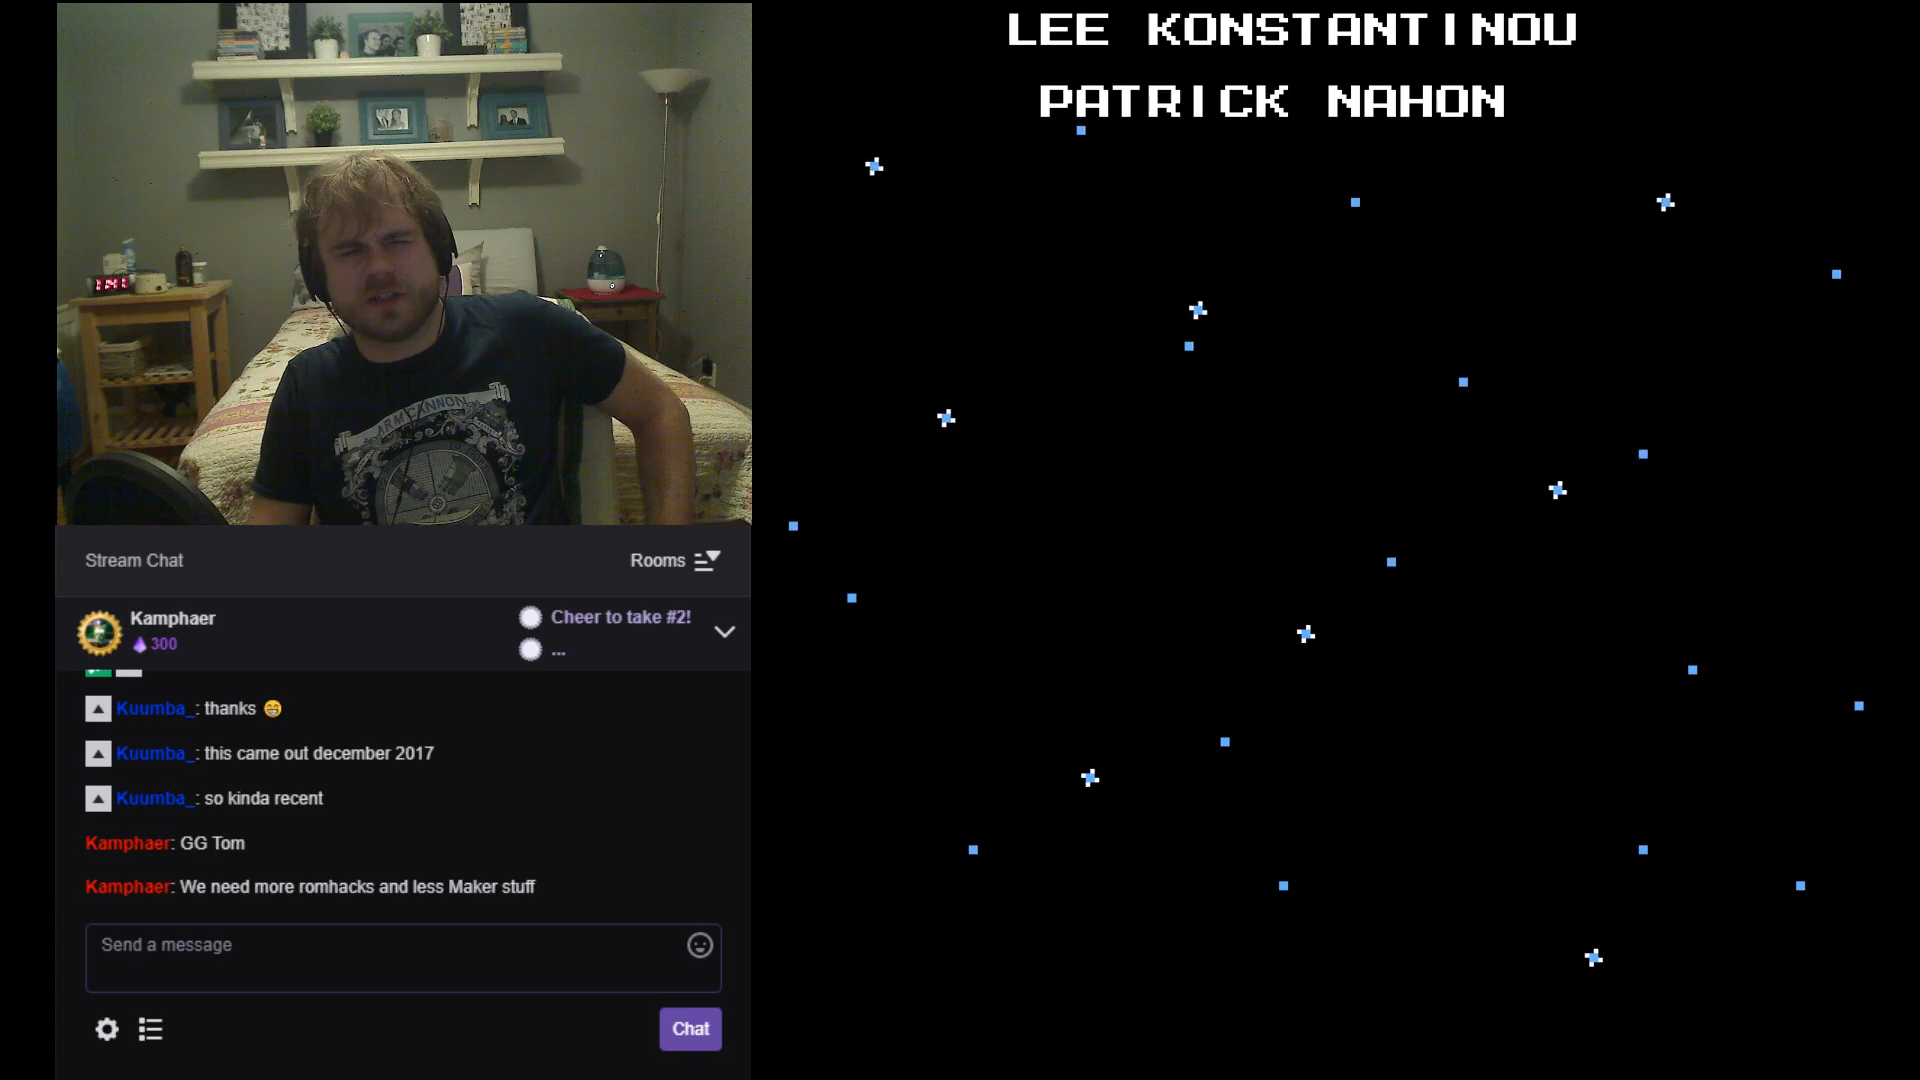 LEE KONSTANTINOU
PATRICK NAHON
ARM CANNON
Stream Chat
Rooms
Kamphaer
300
Cheer to take #2!
...
Kuumba_: thanks 😁
Kuumba_: this came out december 2017
Kuumba_: so kinda recent
Kamphaer: GG Tom
Kamphaer: We need more romhacks and less Maker stuff
Send a message
Chat